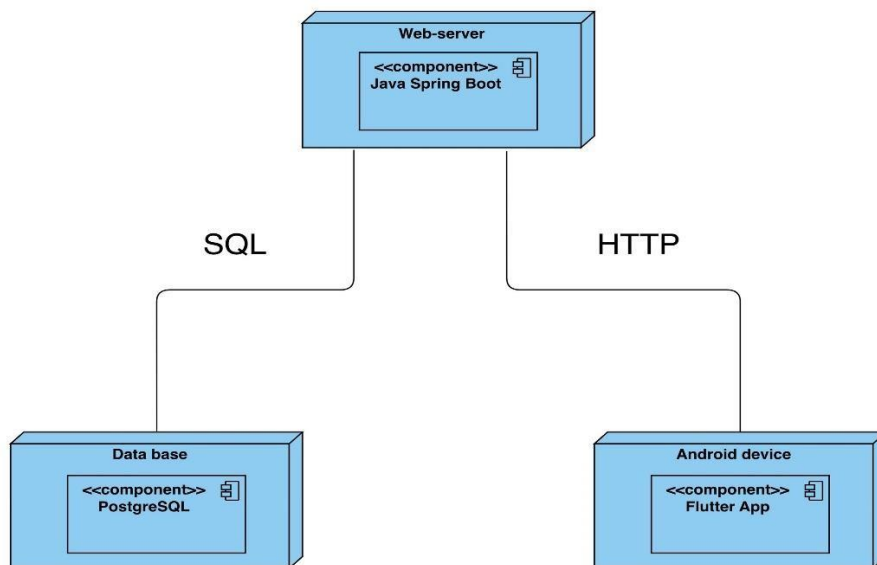 Web-server
<<component>>
Java Spring Boot
SQL
HTTP
Data base
<<component>>
PostgreSQL
Android device
<<component>>
Flutter App